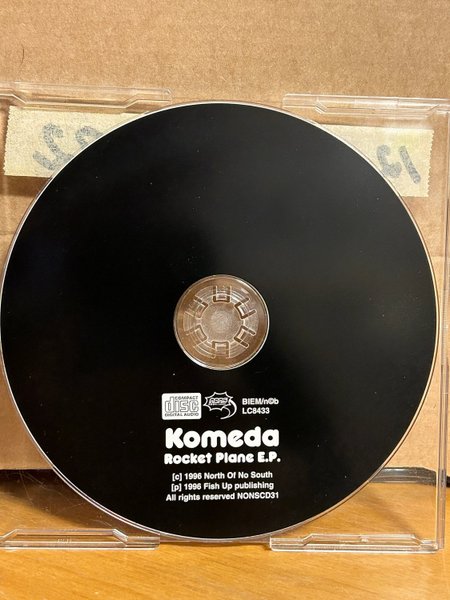 COMPACT
disc
DIGITAL AUDIO
BIEM/n©b
LC8433
Komeda
Rocket Plane E.P.
[c] 1996 North Of No South
[p] 1996 Fish Up publishing
All rights reserved NONSCD31